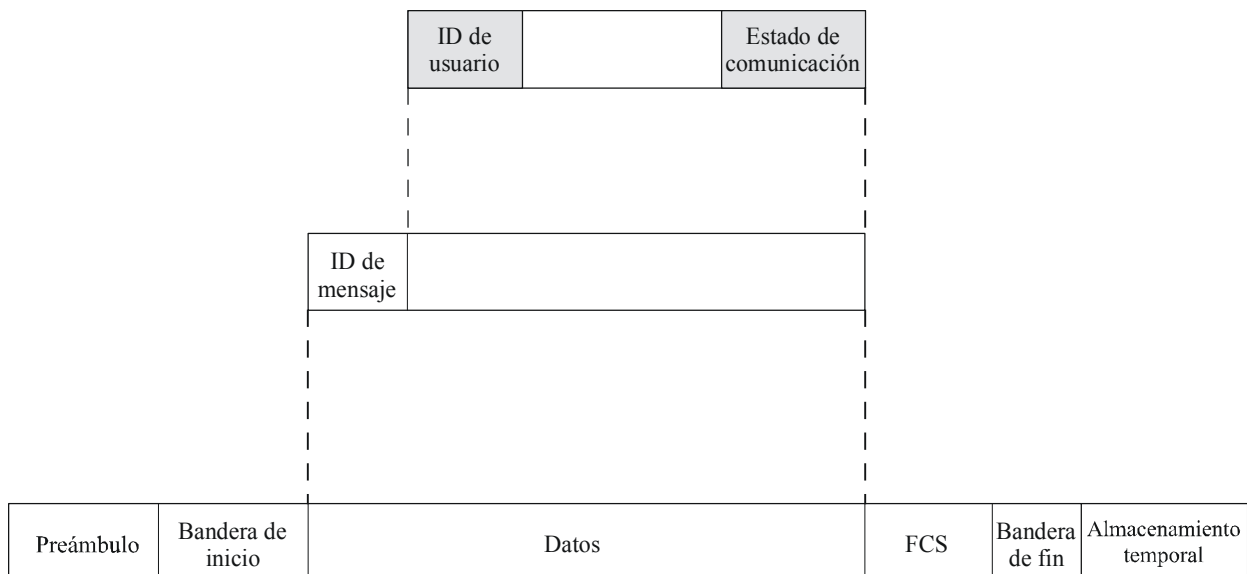 ID de
usuario
Estado de
comunicación
ID de
mensaje
Preámbulo
Bandera de
inicio
Datos
FCS
Bandera
de fin
Almacenamiento
temporal